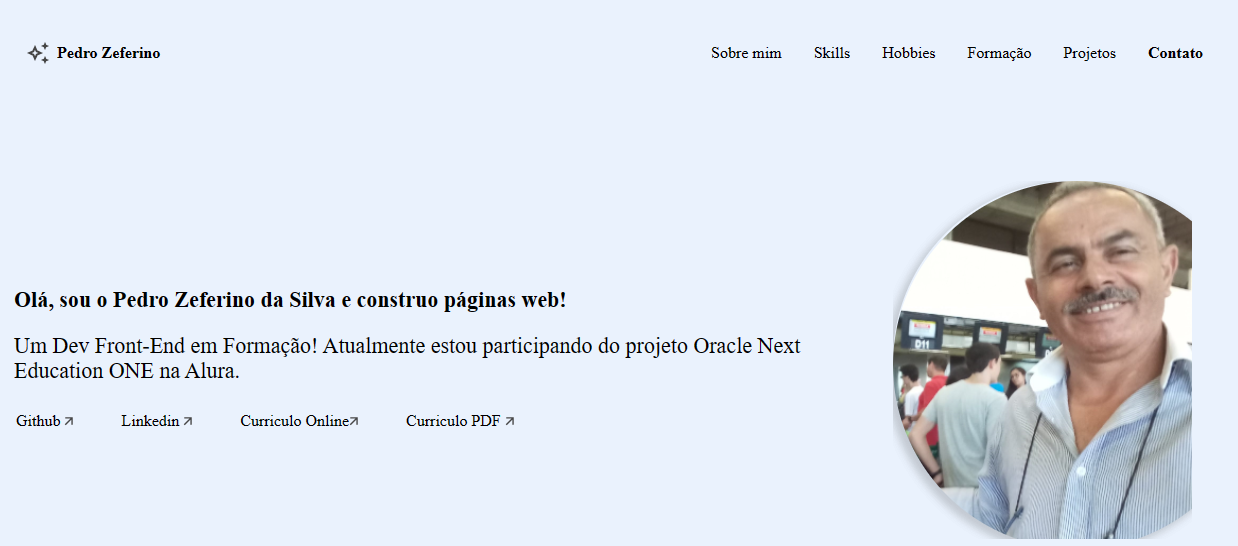 Pedro Zeferino
Sobre mim Skills Hobbies Formação Projetos Contato
Olá, sou o Pedro Zeferino da Silva e construo páginas web!
Um Dev Front-End em Formação! Atualmente estou participando do projeto Oracle Next
Education ONE na Alura.
Github Linkedin Curriculo Online Curriculo PDF
D11